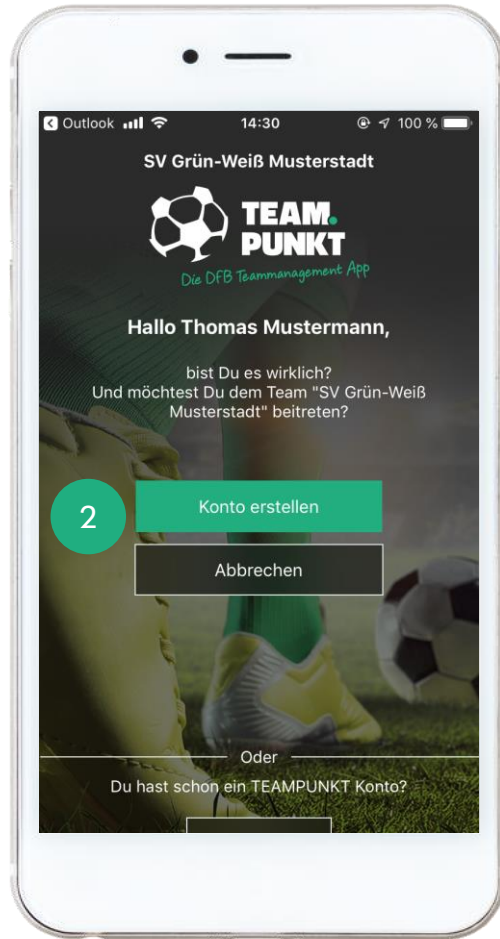 Outlook 14:30 100 %
SV Grün-Weiß Musterstadt
TEAM.
PUNKT
Die DFB Teammanagement App
Hallo Thomas Mustermann,
bist Du es wirklich?
Und möchtest Du dem Team "SV Grün-Weiß
Musterstadt" beitreten?
2
Konto erstellen
Abbrechen
Oder
Du hast schon ein TEAMPUNKT Konto?